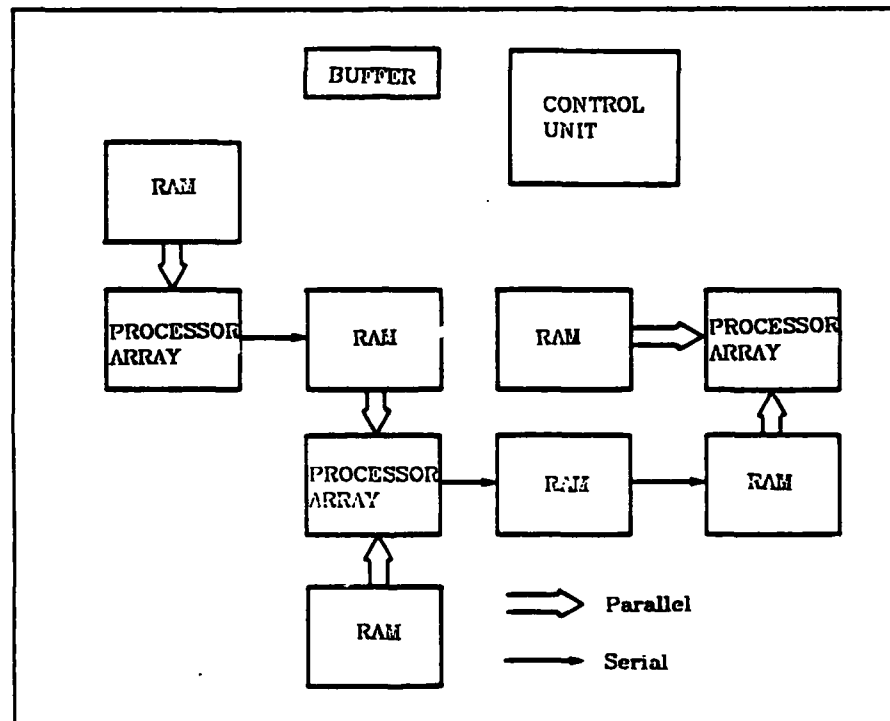 BUFFER
CONTROL
UNIT
RAM
PROCESSOR
ARRAY
RAM
RAM
PROCESSOR
ARRAY
PROCESSOR
ARRAY
RAM
RAM
RAM
Parallel
Serial